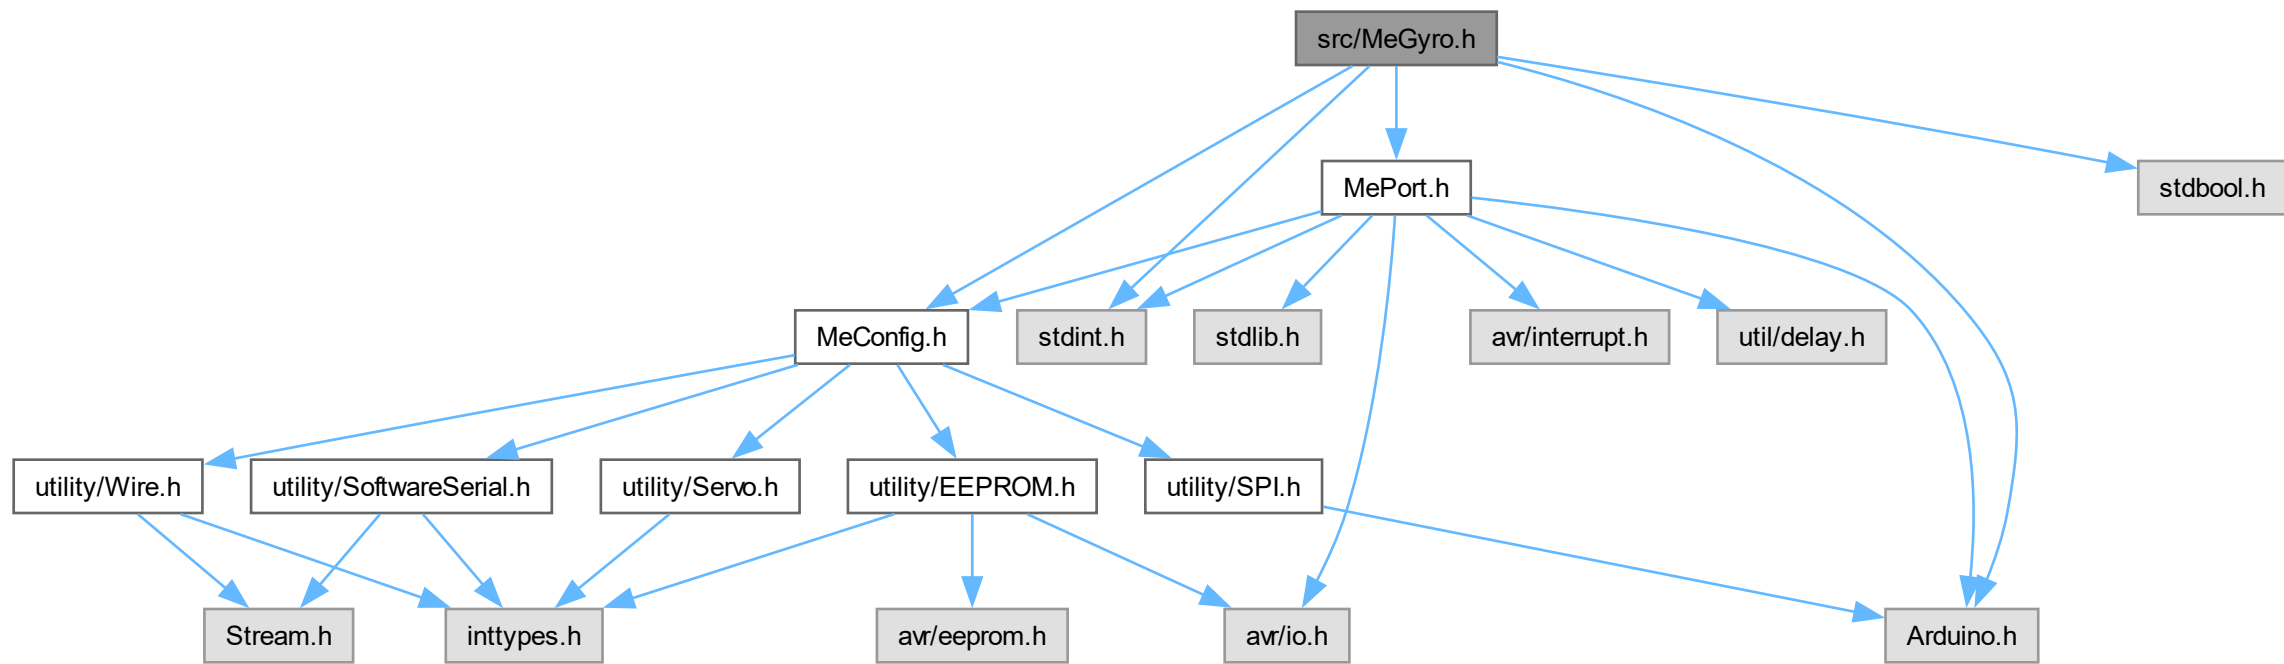 src/MeGyro.h
MePort.h
stdbool.h
MeConfig.h
stdint.h
stdlib.h
avr/interrupt.h
util/delay.h
utility/Wire.h
utility/SoftwareSerial.h
utility/Servo.h
utility/EEPROM.h
utility/SPI.h
Stream.h
inttypes.h
avr/eeprom.h
avr/io.h
Arduino.h